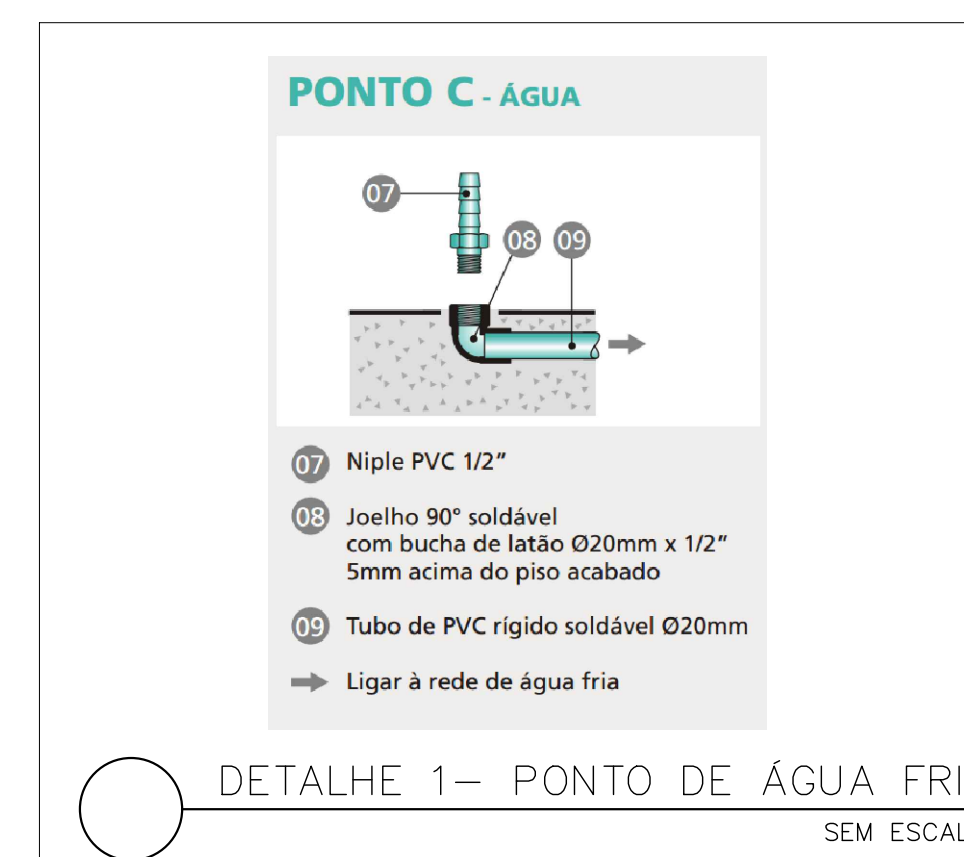 PONTO C - ÁGUA
07
08 09
07 Niple PVC 1/2"
08 Joelho 90° soldável
com bucha de latão Ø20mm x 1/2"
5mm acima do piso acabado
09 Tubo de PVC rígido soldável Ø20mm
Ligar à rede de água fria
DETALHE 1— PONTO DE ÁGUA FRI
SEM ESCAL